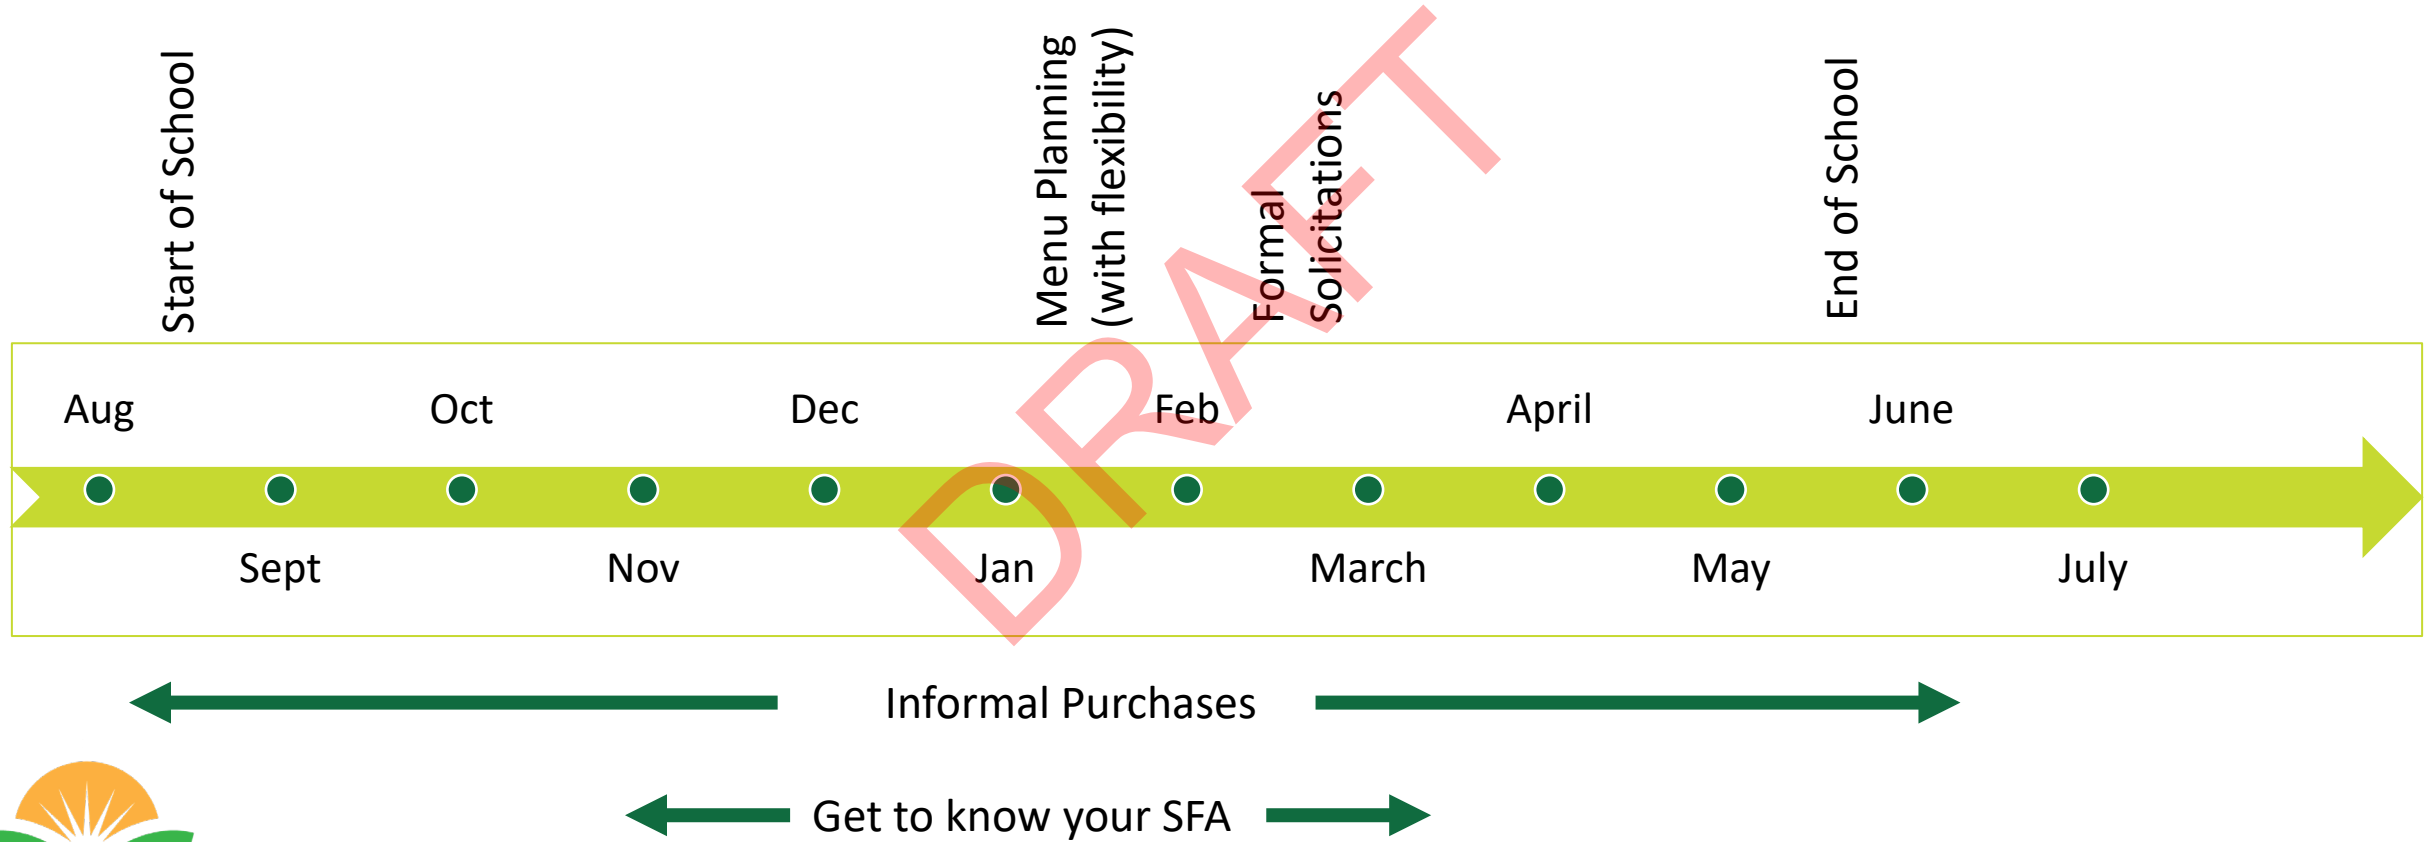 Start of School
Menu Planning
(with flexibility)
Formal
Solicitations
End of School
Aug
Oct
Dec
Feb
April
June
Sept
Nov
Jan
March
May
July
DRAFT
Informal Purchases
Get to know your SFA